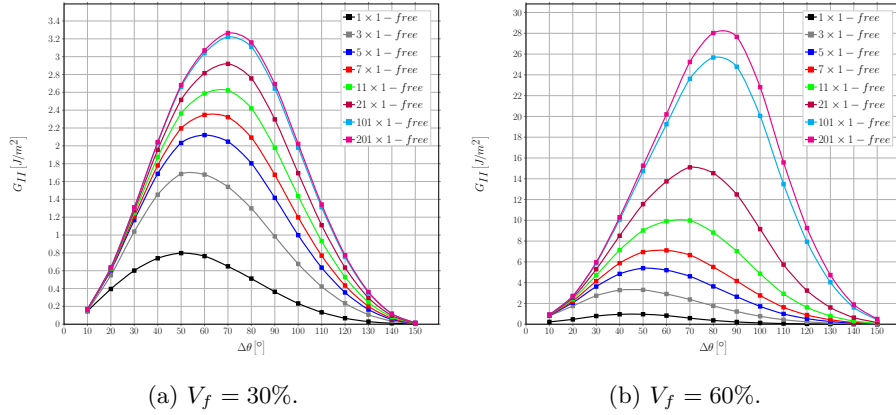 3.4
3.2
3
2.8
2.6
2.4
2.2
2
1.8
1.6
1.4
1.2
1
0.8
0.6
0.4
0.2
0
G_{II} [J/m²]
0 10 20 30 40 50 60 70 80 90 100 110 120 130 140 150
Δθ[°]
1 × 1 − free
3 × 1 − free
5 × 1 − free
7 × 1 − free
11 × 1 − free
21 × 1 − free
101 × 1 − free
201 × 1 − free
(a) V_f = 30%.
30
28
26
24
22
20
18
16
14
12
10
8
6
4
2
0
G_{II} [J/m²]
0 10 20 30 40 50 60 70 80 90 100 110 120 130 140 150
Δθ[°]
1 × 1 − free
3 × 1 − free
5 × 1 − free
7 × 1 − free
11 × 1 − free
21 × 1 − free
101 × 1 − free
201 × 1 − free
(b) V_f = 60%.